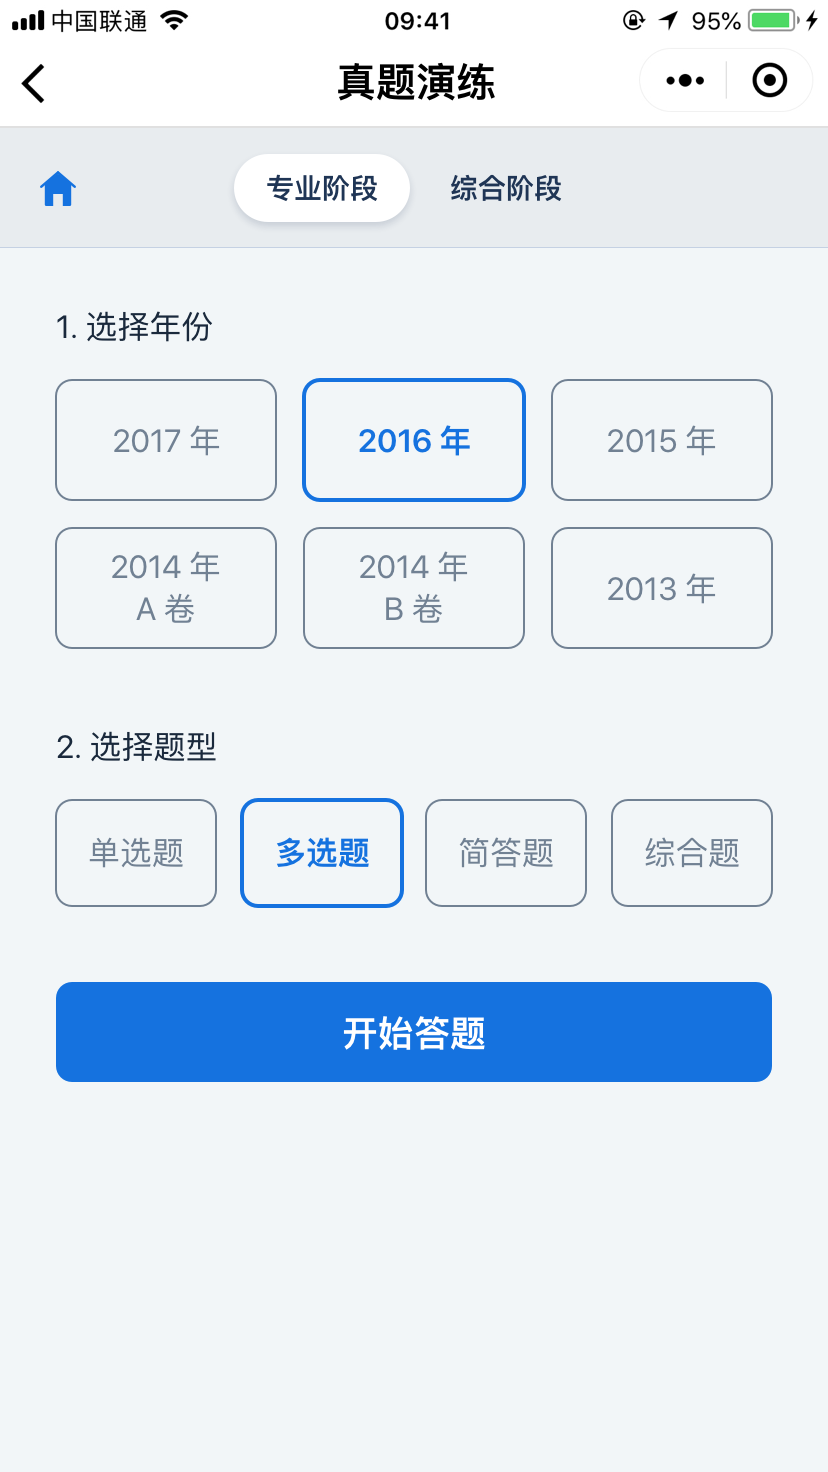 中国联通 09:41 95%
真题演练
专业阶段 综合阶段
1. 选择年份
2017 年 2016 年 2015 年
2014 年 2014 年 2013 年
A 卷 B 卷
2. 选择题型
单选题 多选题 简答题 综合题
开始答题